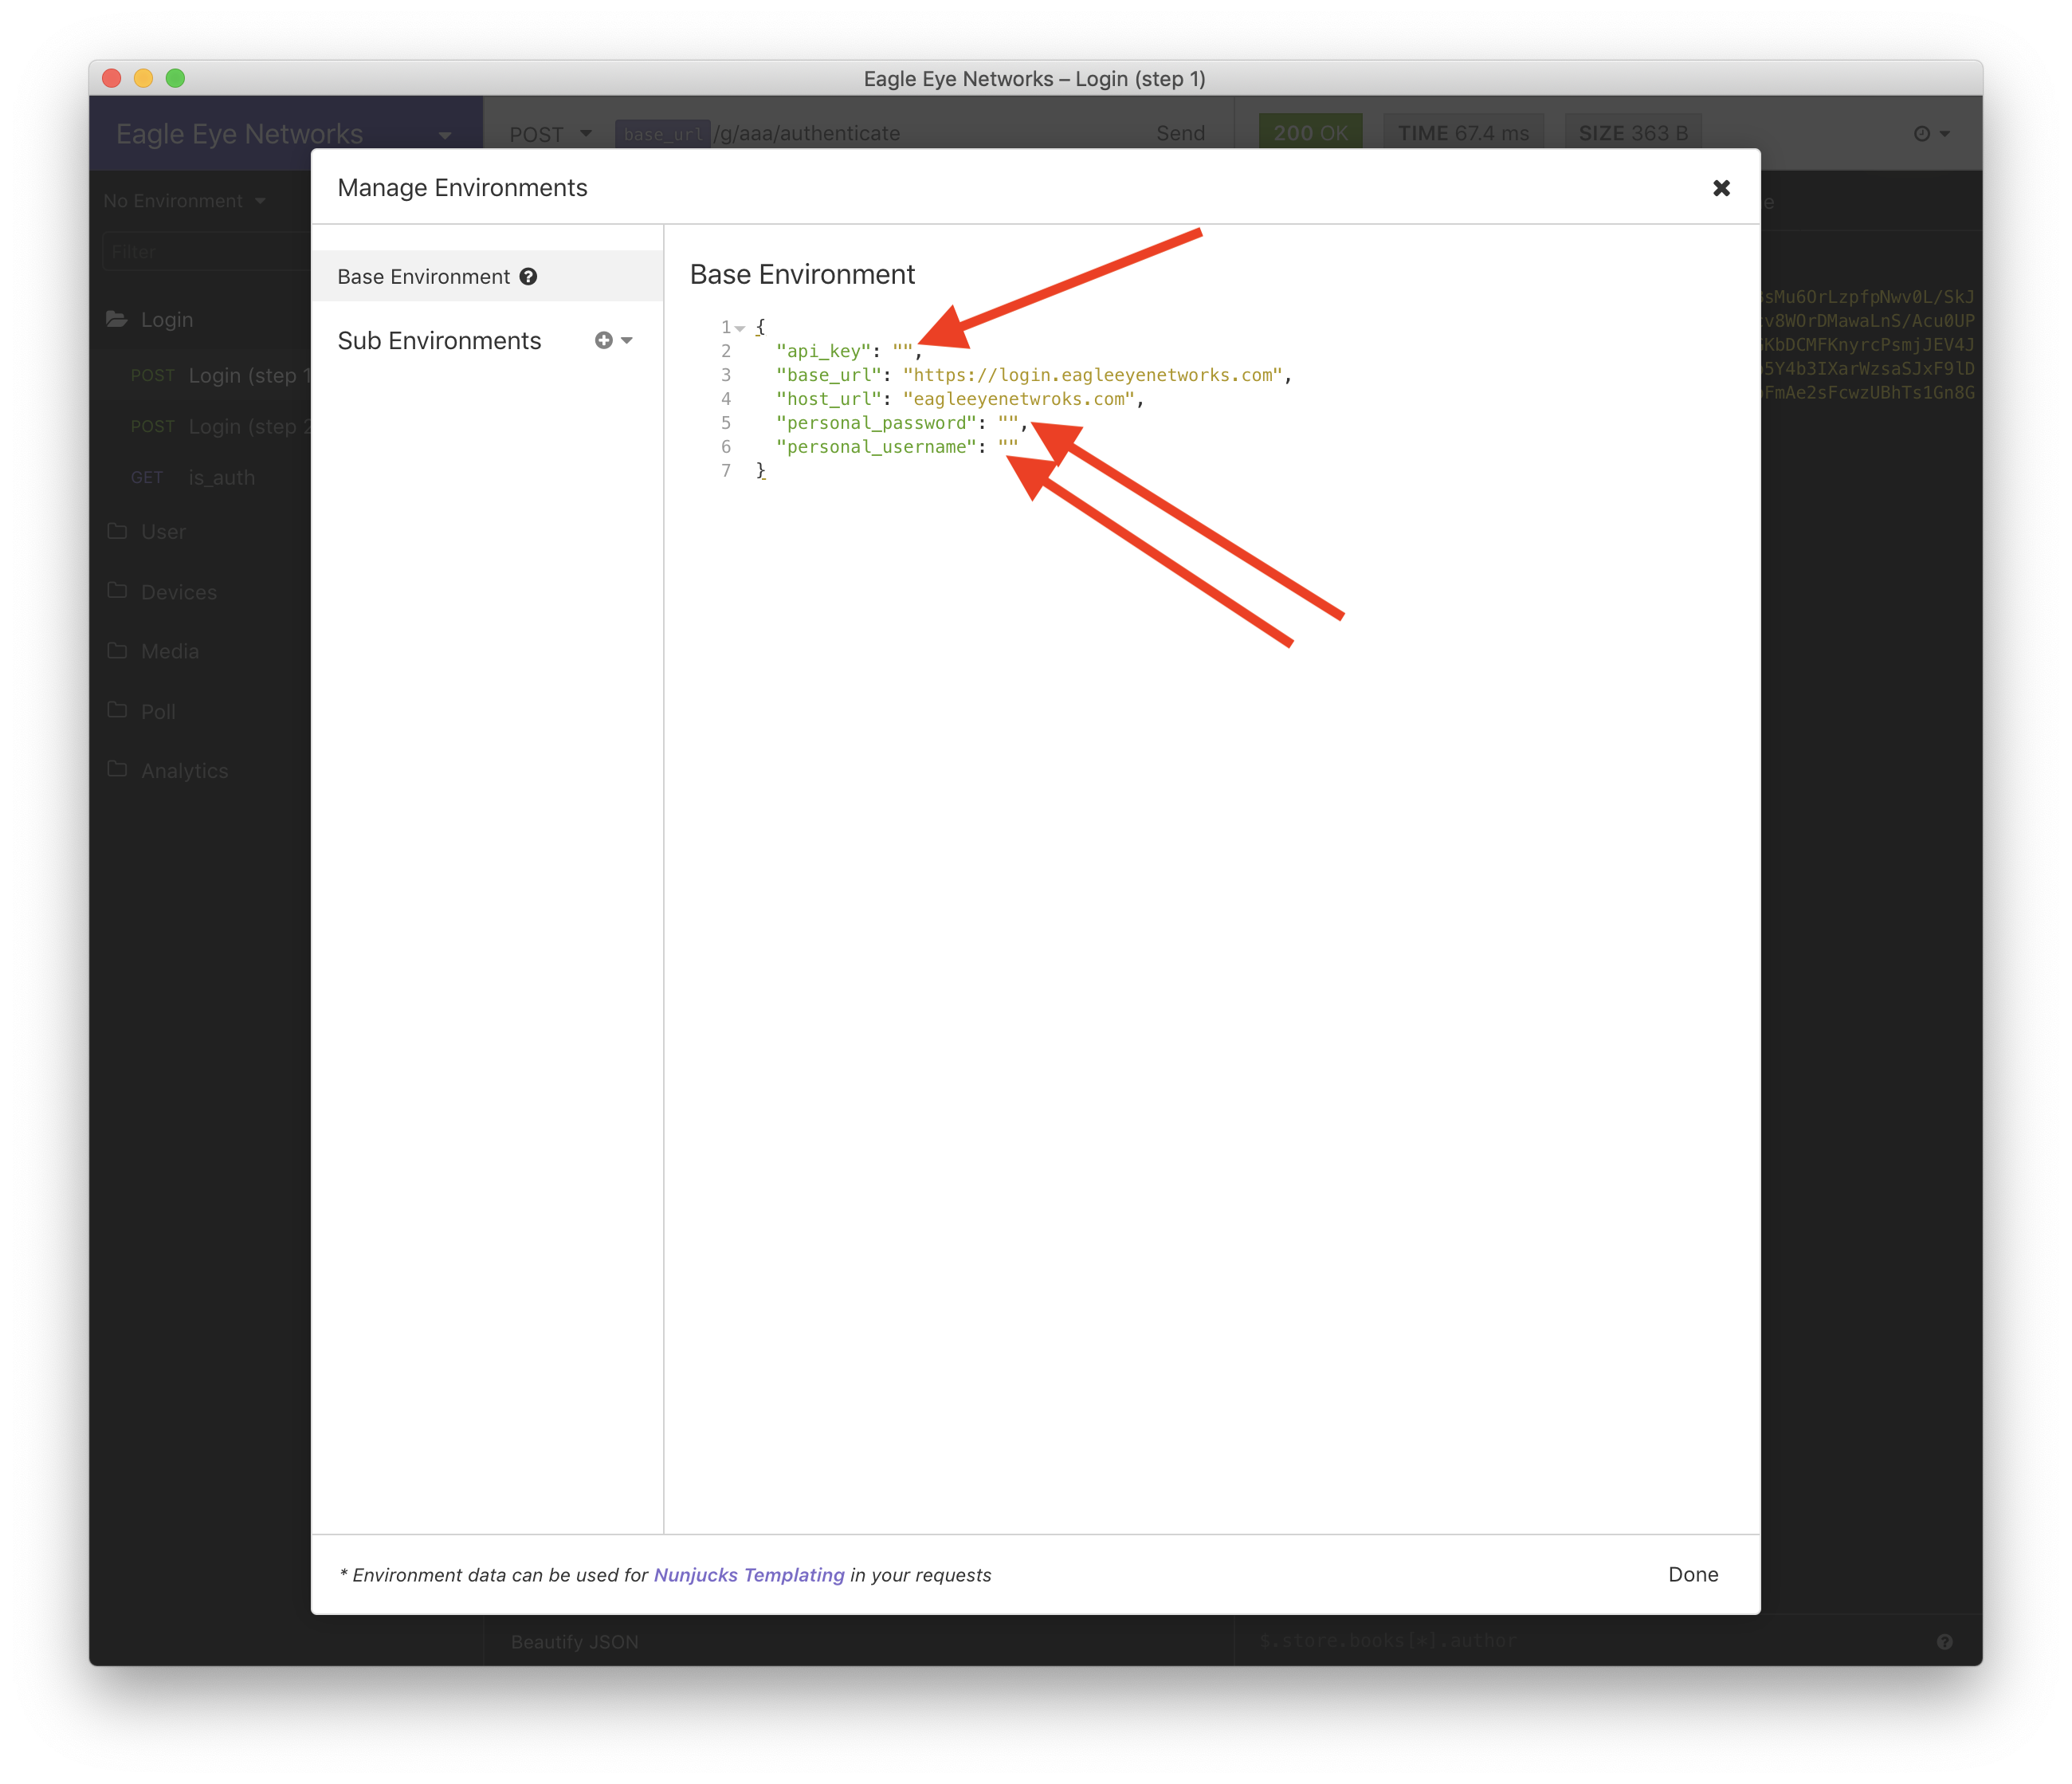 Eagle Eye Networks – Login (step 1)
Eagle Eye Networks
POST base_url/g/aaa/authenticate Send
200 OK TIME 67.4 ms SIZE 363 B
No Environment
Filter
Login
POST Login (step 1
POST Login (step 2
GET is_auth
User
Devices
Media
Poll
Analytics
Manage Environments
Base Environment
Sub Environments
Base Environment
1 {
2 "api_key": "",
3 "base_url": "https://login.eagleeyenetworks.com",
4 "host_url": "eagleeyenetwroks.com",
5 "personal_password": "",
6 "personal_username": ""
7 }
sMu6OrLzpfpNwv0L/SkJ
v8WOrDMawaLnS/Acu0UP
KbDCMFKnyrcPsmjJEV4J
5Y4b3IXarWzsaSJxF9lD
FmAe2sFcwzUBhTs1Gn8G
* Environment data can be used for Nunjucks Templating in your requests
Done
Beautify JSON
$.store.books[*].author